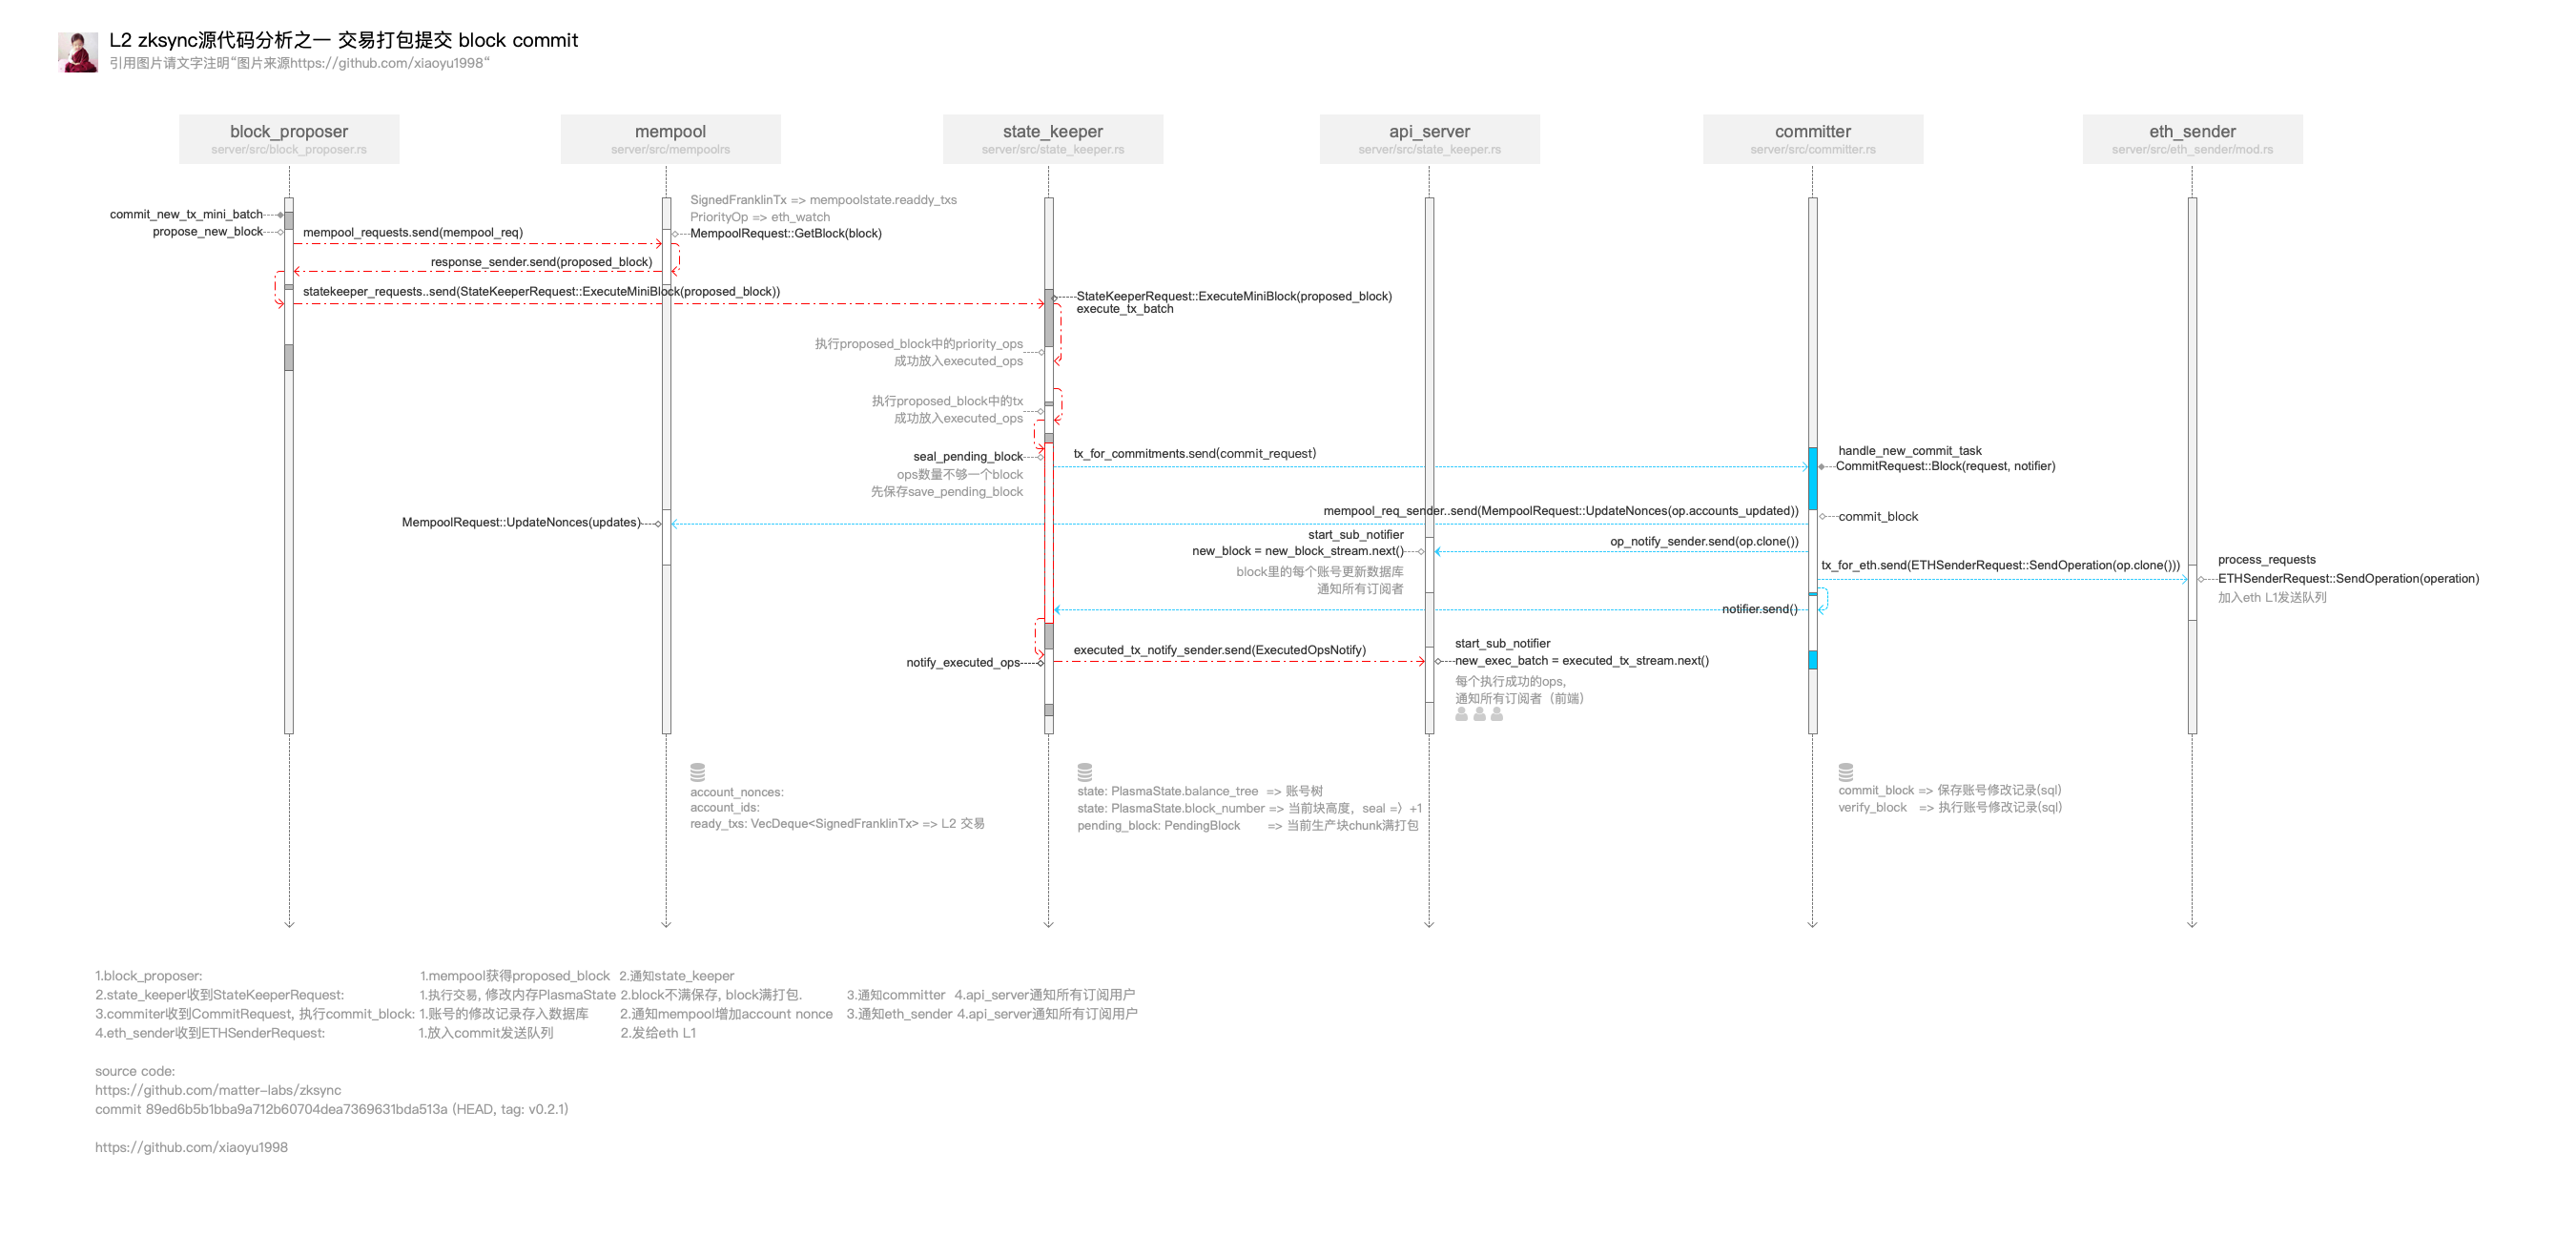 L2 zksync源代码分析之一 交易打包提交 block commit
引用图片请文字注明“图片来源https://github.com/xiaoyu1998“
block_proposer
server/src/block_proposer.rs
mempool
server/src/mempoolrs
state_keeper
server/src/state_keeper.rs
api_server
server/src/state_keeper.rs
committer
server/src/committer.rs
eth_sender
server/src/eth_sender/mod.rs
SignedFranklinTx => mempoolstate.readdy_txs
PriorityOp => eth_watch
MempoolRequest::GetBlock(block)
commit_new_tx_mini_batch
propose_new_block
mempool_requests.send(mempool_req)
response_sender.send(proposed_block)
statekeeper_requests..send(StateKeeperRequest::ExecuteMiniBlock(proposed_block))
StateKeeperRequest::ExecuteMiniBlock(proposed_block)
execute_tx_batch
执行proposed_block中的priority_ops
成功放入executed_ops
执行proposed_block中的tx
成功放入executed_ops
seal_pending_block
ops数量不够一个block
先保存save_pending_block
tx_for_commitments.send(commit_request)
handle_new_commit_task
CommitRequest::Block(request, notifier)
mempool_req_sender..send(MempoolRequest::UpdateNonces(op.accounts_updated))
commit_block
MempoolRequest::UpdateNonces(updates)
start_sub_notifier
new_block = new_block_stream.next()
block里的每个账号更新数据库
通知所有订阅者
op_notify_sender.send(op.clone())
tx_for_eth.send(ETHSenderRequest::SendOperation(op.clone()))
process_requests
ETHSenderRequest::SendOperation(operation)
加入eth L1发送队列
notifier.send()
notify_executed_ops
executed_tx_notify_sender.send(ExecutedOpsNotify)
start_sub_notifier
new_exec_batch = executed_tx_stream.next()
每个执行成功的ops,
通知所有订阅者（前端）
account_nonces:
account_ids:
ready_txs: VecDeque<SignedFranklinTx> => L2 交易
state: PlasmaState.balance_tree => 账号树
state: PlasmaState.block_number => 当前块高度，seal =〉+1
pending_block: PendingBlock => 当前生产块chunk满打包
commit_block => 保存账号修改记录(sql)
verify_block => 执行账号修改记录(sql)
1.block_proposer: 1.mempool获得proposed_block 2.通知state_keeper
2.state_keeper收到StateKeeperRequest: 1.执行交易, 修改内存PlasmaState 2.block不满保存, block满打包. 3.通知committer 4.api_server通知所有订阅用户
3.commiter收到CommitRequest, 执行commit_block: 1.账号的修改记录存入数据库 2.通知mempool增加account nonce 3.通知eth_sender 4.api_server通知所有订阅用户
4.eth_sender收到ETHSenderRequest: 1.放入commit发送队列 2.发给eth L1
source code:
https://github.com/matter-labs/zksync
commit 89ed6b5b1bba9a712b60704dea7369631bda513a (HEAD, tag: v0.2.1)
https://github.com/xiaoyu1998